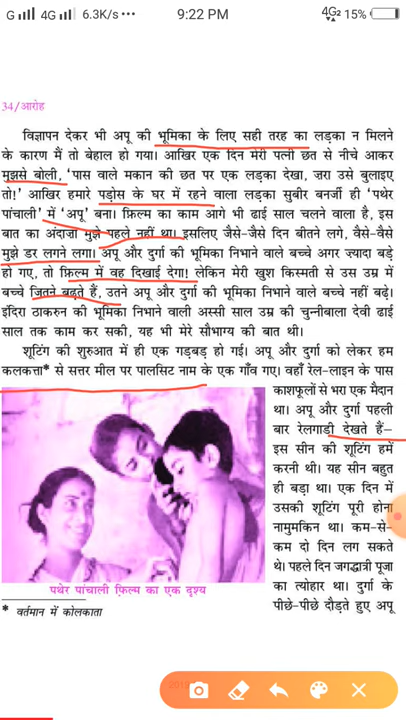 G 4G 6.3K/s ··· 9:22 PM 4G 2 15%
34/आरोह
विज्ञापन देकर भी अपू की भूमिका के लिए सही तरह का लड़का न मिलने
के कारण मैं तो बेहाल हो गया। आखिर एक दिन मेरी पत्नी छत से नीचे आकर
मुझसे बोली, ‘पास वाले मकान की छत पर एक लड़का देखा, जरा उसे बुलाइए
तो!’ आखिर हमारे पड़ोस के घर में रहने वाला लड़का सुबीर बनर्जी ही ‘पथेर
पांचाली’ में ‘अपू’ बना। फ़िल्म का काम आगे भी ढाई साल चलने वाला है, इस
बात का अंदाजा मुझे पहले नहीं था। इसलिए जैसे-जैसे दिन बीतने लगे, वैसे-वैसे
मुझे डर लगने लगा। अपू और दुर्गा की भूमिका निभाने वाले बच्चे अगर ज्यादा बड़े
हो गए, तो फ़िल्म में वह दिखाई देगा! लेकिन मेरी खुश किस्मती से उस उम्र में
बच्चे जितने बढ़ते हैं, उतने अपू और दुर्गा की भूमिका निभाने वाले बच्चे नहीं बढ़े।
इंदिरा ठाकरुन की भूमिका निभाने वाली अस्सी साल उम्र की चुन्नीबाला देवी ढाई
साल तक काम कर सकी, यह भी मेरे सौभाग्य की बात थी।
शूटिंग की शुरुआत में ही एक गड़बड़ हो गई। अपू और दुर्गा को लेकर हम
कलकत्ता* से सत्तर मील पर पालसिट नाम के एक गाँव गए। वहाँ रेल-लाइन के पास
काशफूलों से भरा एक मैदान
था। अपू और दुर्गा पहली
बार रेलगाड़ी देखते हैं–
इस सीन की शूटिंग हमें
करनी थी। यह सीन बहुत
ही बड़ा था। एक दिन में
उसकी शूटिंग पूरी होना
नामुमकिन था। कम-से-
कम दो दिन लग सकते
थे। पहले दिन जगद्धात्री पूजा
का त्योहार था। दुर्गा के
पीछे-पीछे दौड़ते हुए अपू
पथेर पांचाली फ़िल्म का एक दृश्य
* वर्तमान में कोलकाता